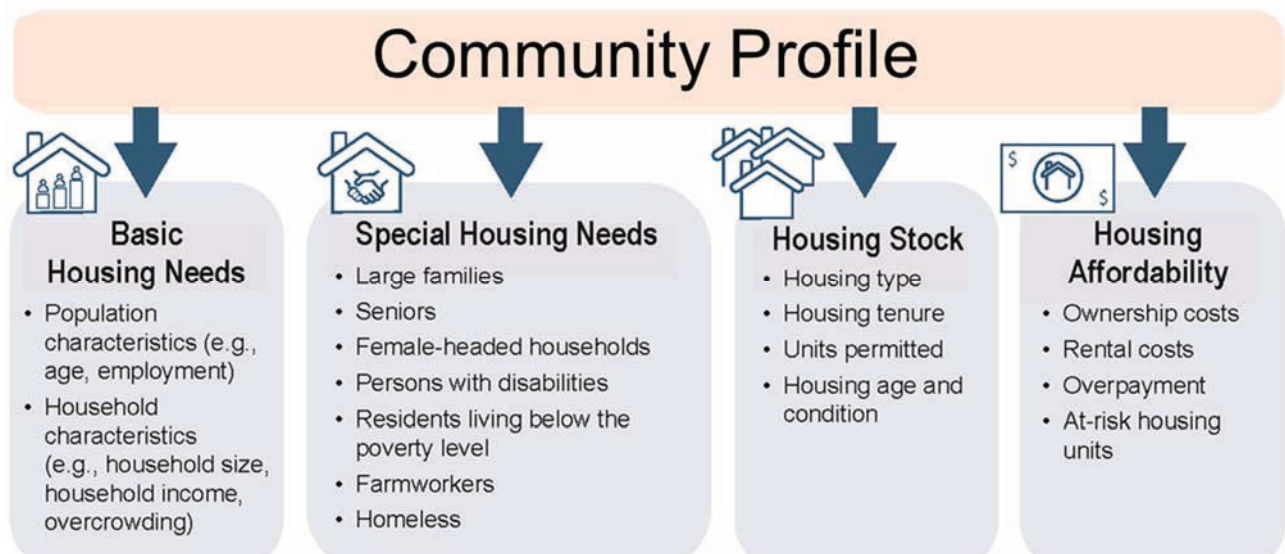 Community Profile
Basic
Housing Needs
• Population
characteristics (e.g.,
age, employment)
• Household
characteristics
(e.g., household size,
household income,
overcrowding)
Special Housing Needs
• Large families
• Seniors
• Female-headed households
• Persons with disabilities
• Residents living below the
poverty level
• Farmworkers
• Homeless
Housing Stock
• Housing type
• Housing tenure
• Units permitted
• Housing age and
condition
$
$
Housing
Affordability
• Ownership costs
• Rental costs
• Overpayment
• At-risk housing
units